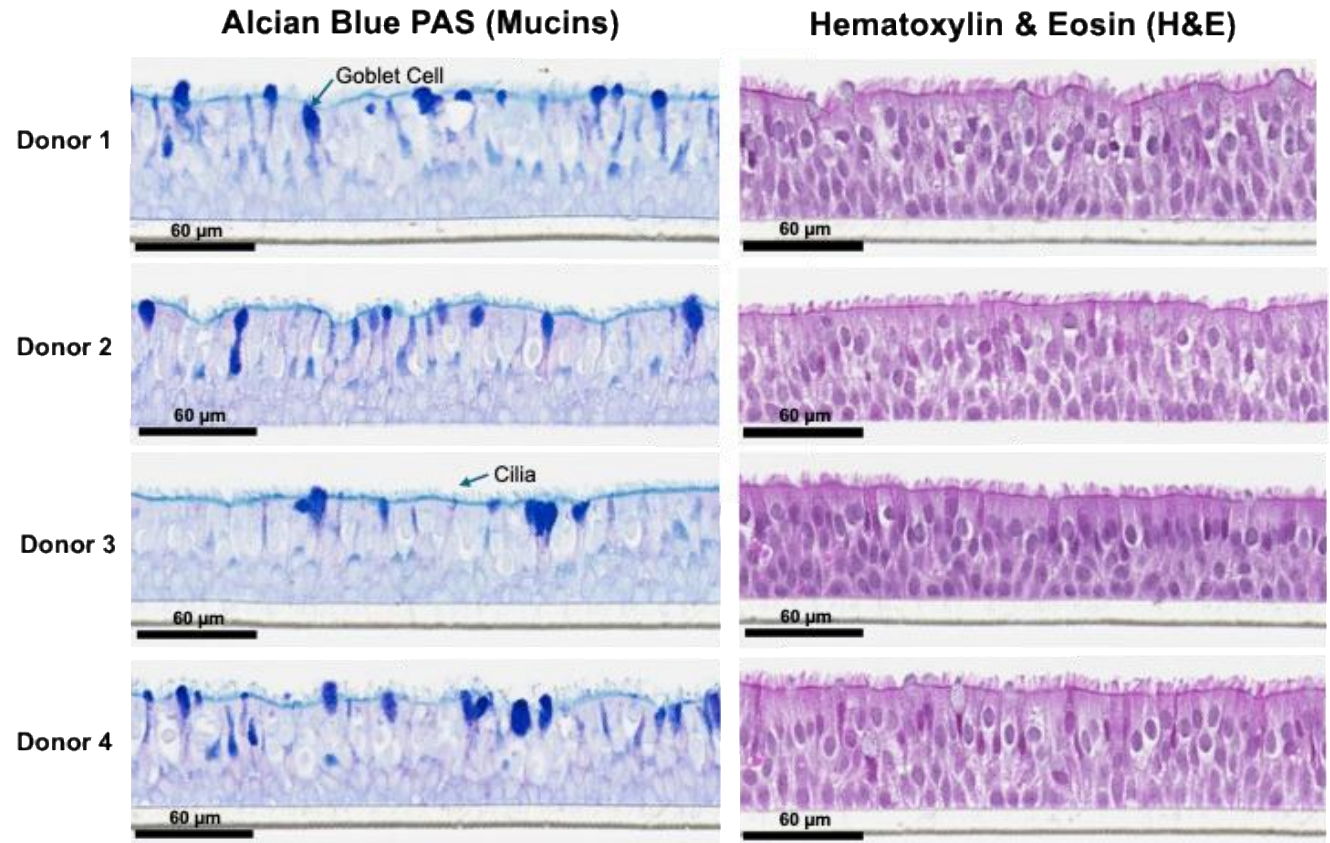 Alcian Blue PAS (Mucins)
Hematoxylin & Eosin (H&E)
Donor 1
Goblet Cell
60 µm
60 µm
Donor 2
60 µm
60 µm
Donor 3
Cilia
60 µm
60 µm
Donor 4
60 µm
60 µm